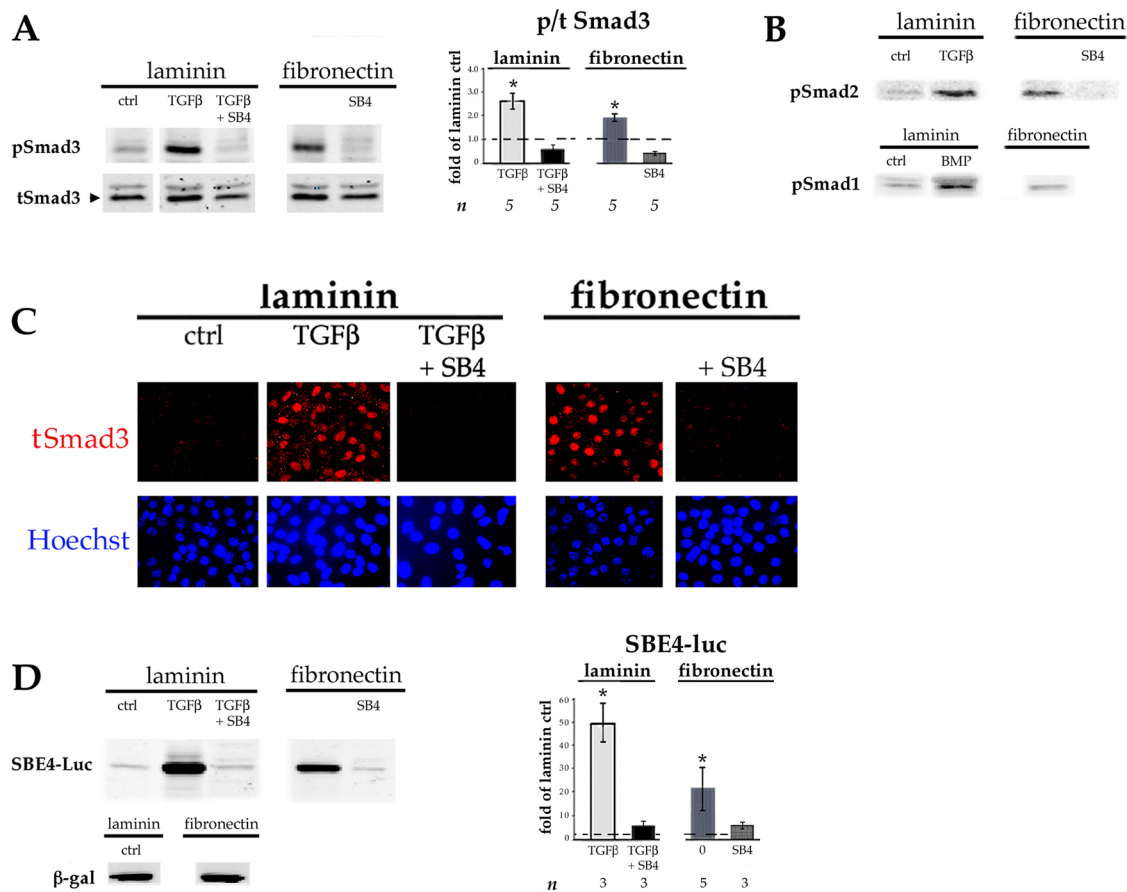 A
laminin fibronectin
ctrl TGFβ TGFβ + SB4 SB4
pSmad3
tSmad3
p/t Smad3
laminin fibronectin
fold of laminin ctrl
4.0
3.0
2.0
1.0
0
* *
TGFβ TGFβ + SB4 SB4
n 5 5 5 5
B
laminin fibronectin
ctrl TGFβ SB4
pSmad2
laminin fibronectin
ctrl BMP
pSmad1
C
laminin fibronectin
ctrl TGFβ TGFβ + SB4 + SB4
tSmad3
Hoechst
D
laminin fibronectin
ctrl TGFβ TGFβ + SB4 SB4
SBE4-Luc
laminin fibronectin
ctrl
β-gal
SBE4-luc
laminin fibronectin
fold of laminin ctrl
60
50
40
30
20
10
0
* *
TGFβ TGFβ + SB4 0 SB4
n 3 3 5 3